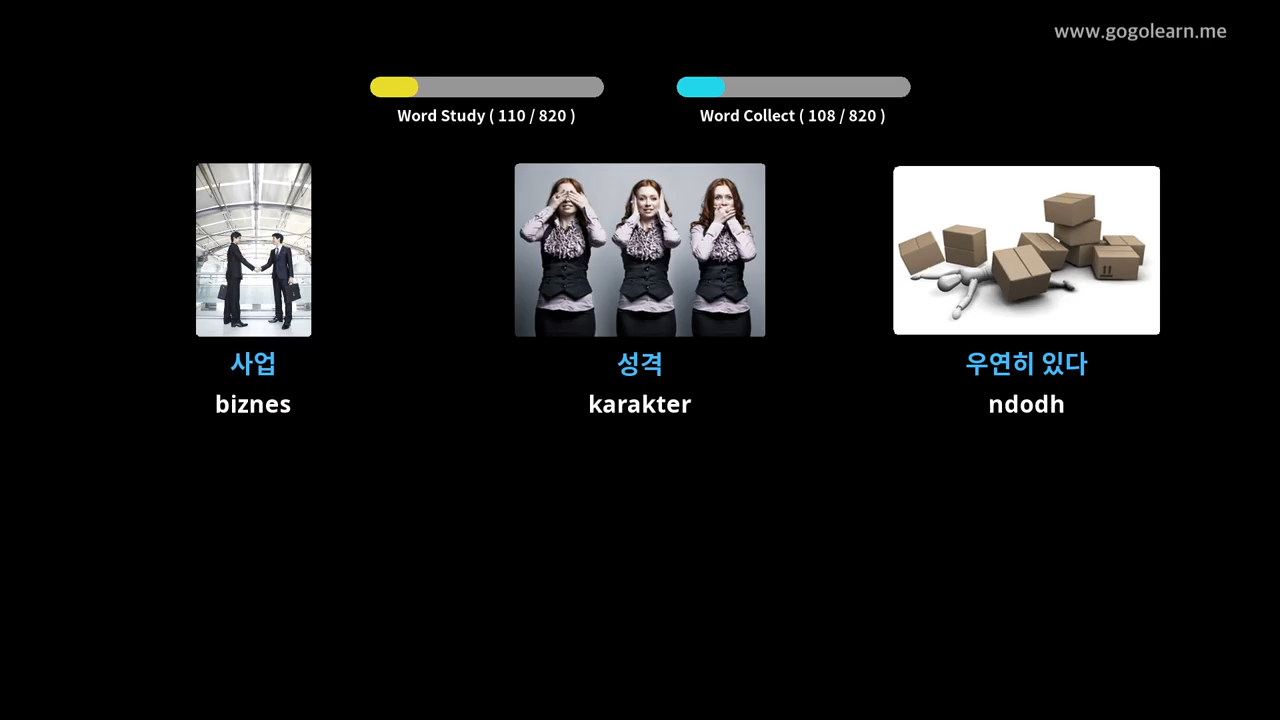 www.gogolearn.me
Word Study ( 110 / 820 )
Word Collect ( 108 / 820 )
사업
biznes
성격
karakter
우연히 있다
ndodh